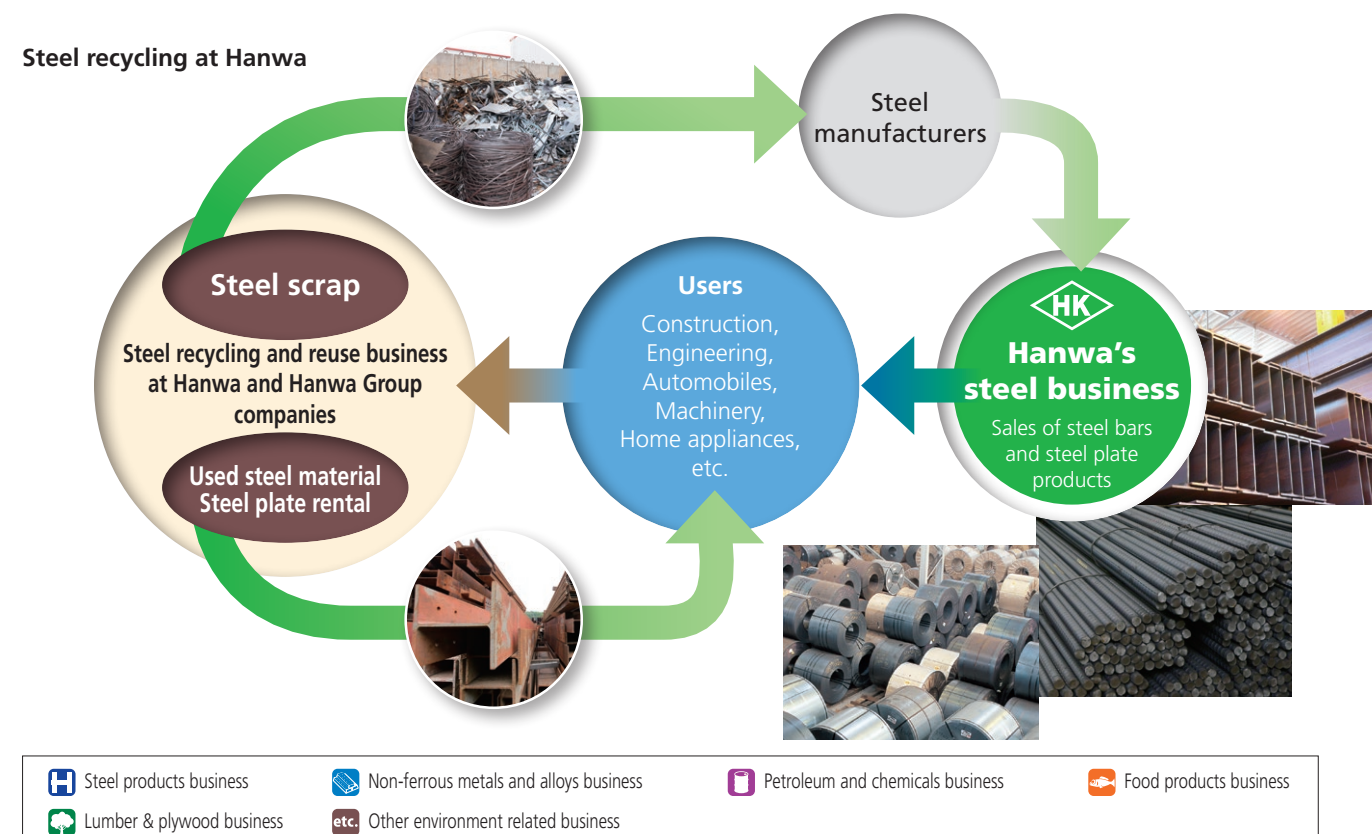 Steel recycling at Hanwa
Steel
manufacturers
Steel scrap
Steel recycling and reuse business
at Hanwa and Hanwa Group
companies
Used steel material
Steel plate rental
Users
Construction,
Engineering,
Automobiles,
Machinery,
Home appliances,
etc.
HK
Hanwa's
steel business
Sales of steel bars
and steel plate
products
H Steel products business
Non-ferrous metals and alloys business
Petroleum and chemicals business
Food products business
Lumber & plywood business
etc. Other environment related business